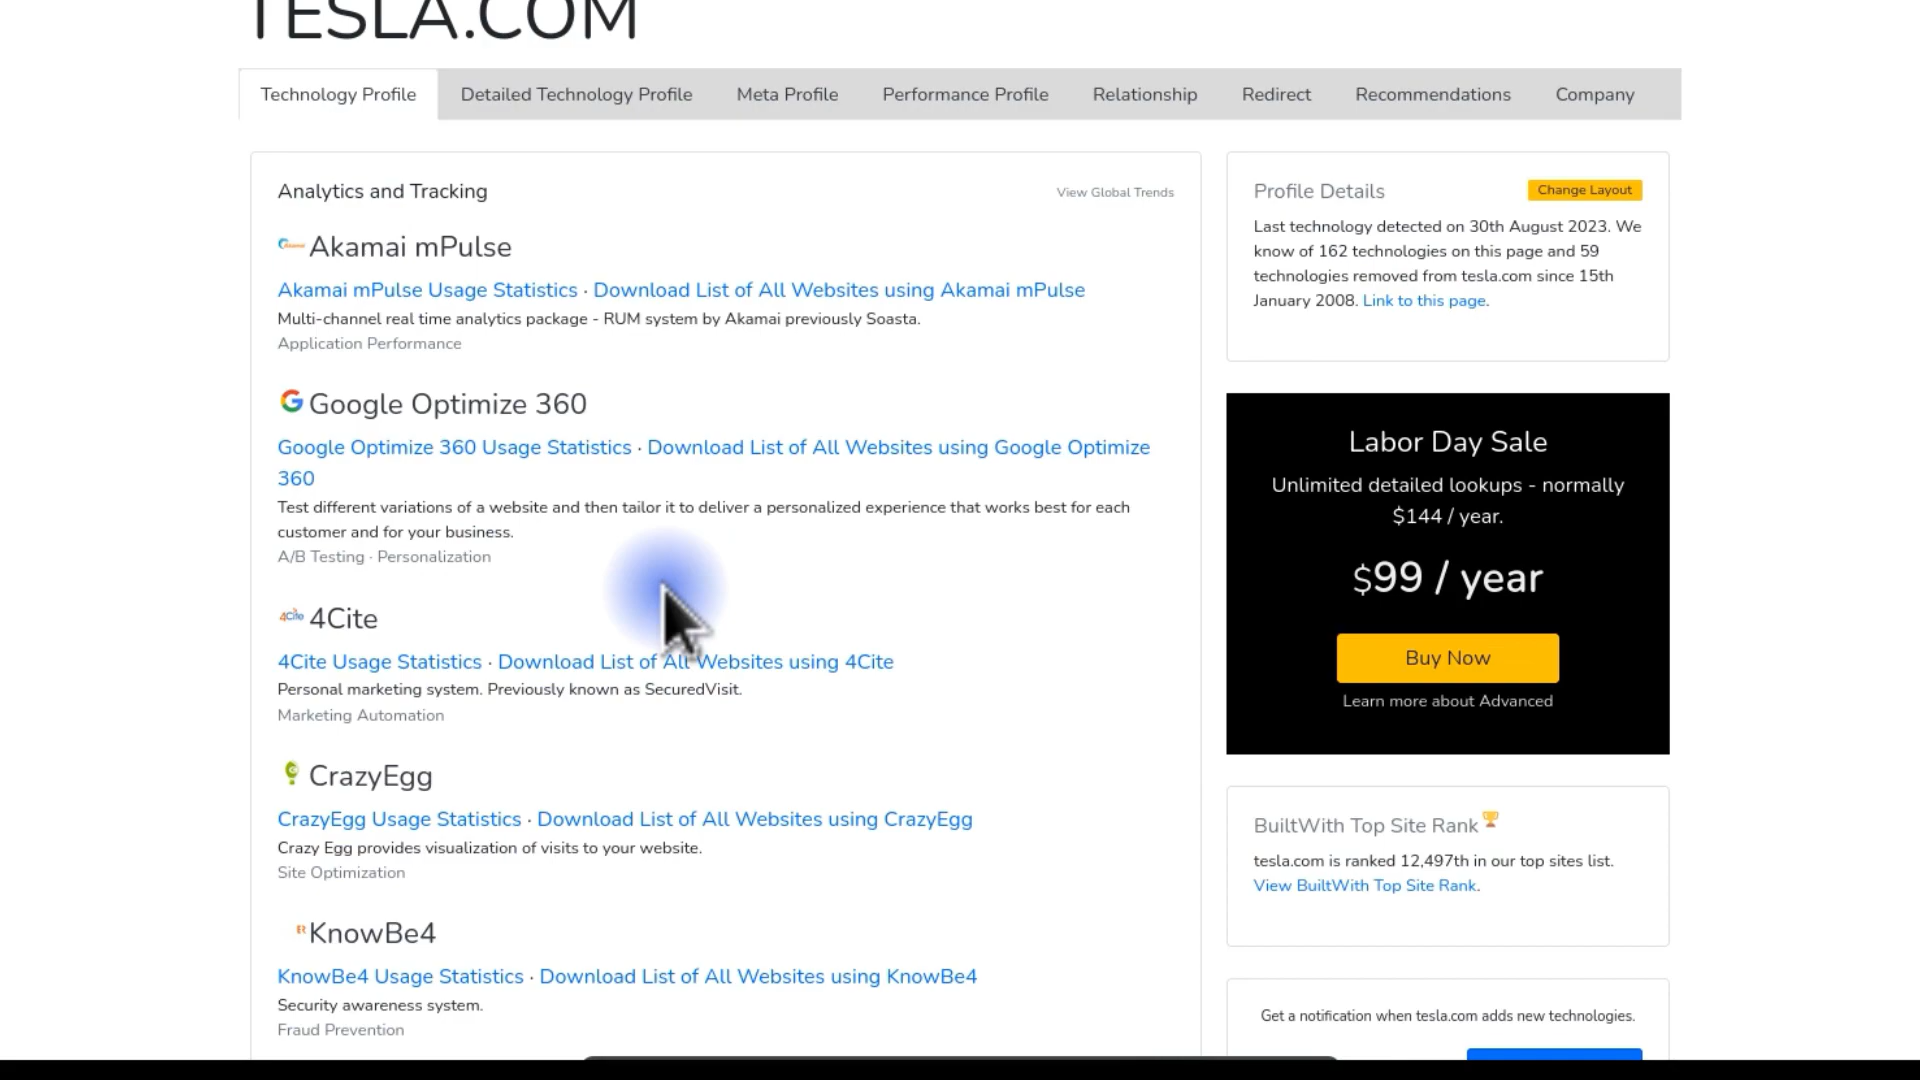 TESLA.COM
Technology Profile
Detailed Technology Profile
Meta Profile
Performance Profile
Relationship
Redirect
Recommendations
Company
Analytics and Tracking
View Global Trends
Akamai mPulse
Akamai mPulse Usage Statistics · Download List of All Websites using Akamai mPulse
Multi-channel real time analytics package - RUM system by Akamai previously Soasta.
Application Performance
Google Optimize 360
Google Optimize 360 Usage Statistics · Download List of All Websites using Google Optimize
360
Test different variations of a website and then tailor it to deliver a personalized experience that works best for each
customer and for your business.
A/B Testing · Personalization
4Cite
4Cite
4Cite Usage Statistics · Download List of All Websites using 4Cite
Personal marketing system. Previously known as SecuredVisit.
Marketing Automation
CrazyEgg
CrazyEgg Usage Statistics · Download List of All Websites using CrazyEgg
Crazy Egg provides visualization of visits to your website.
Site Optimization
KnowBe4
KnowBe4 Usage Statistics · Download List of All Websites using KnowBe4
Security awareness system.
Fraud Prevention
Profile Details
Change Layout
Last technology detected on 30th August 2023. We
know of 162 technologies on this page and 59
technologies removed from tesla.com since 15th
January 2008. Link to this page.
Labor Day Sale
Unlimited detailed lookups - normally
$144 / year.
$99 / year
Buy Now
Learn more about Advanced
BuiltWith Top Site Rank
tesla.com is ranked 12,497th in our top sites list.
View BuiltWith Top Site Rank.
Get a notification when tesla.com adds new technologies.